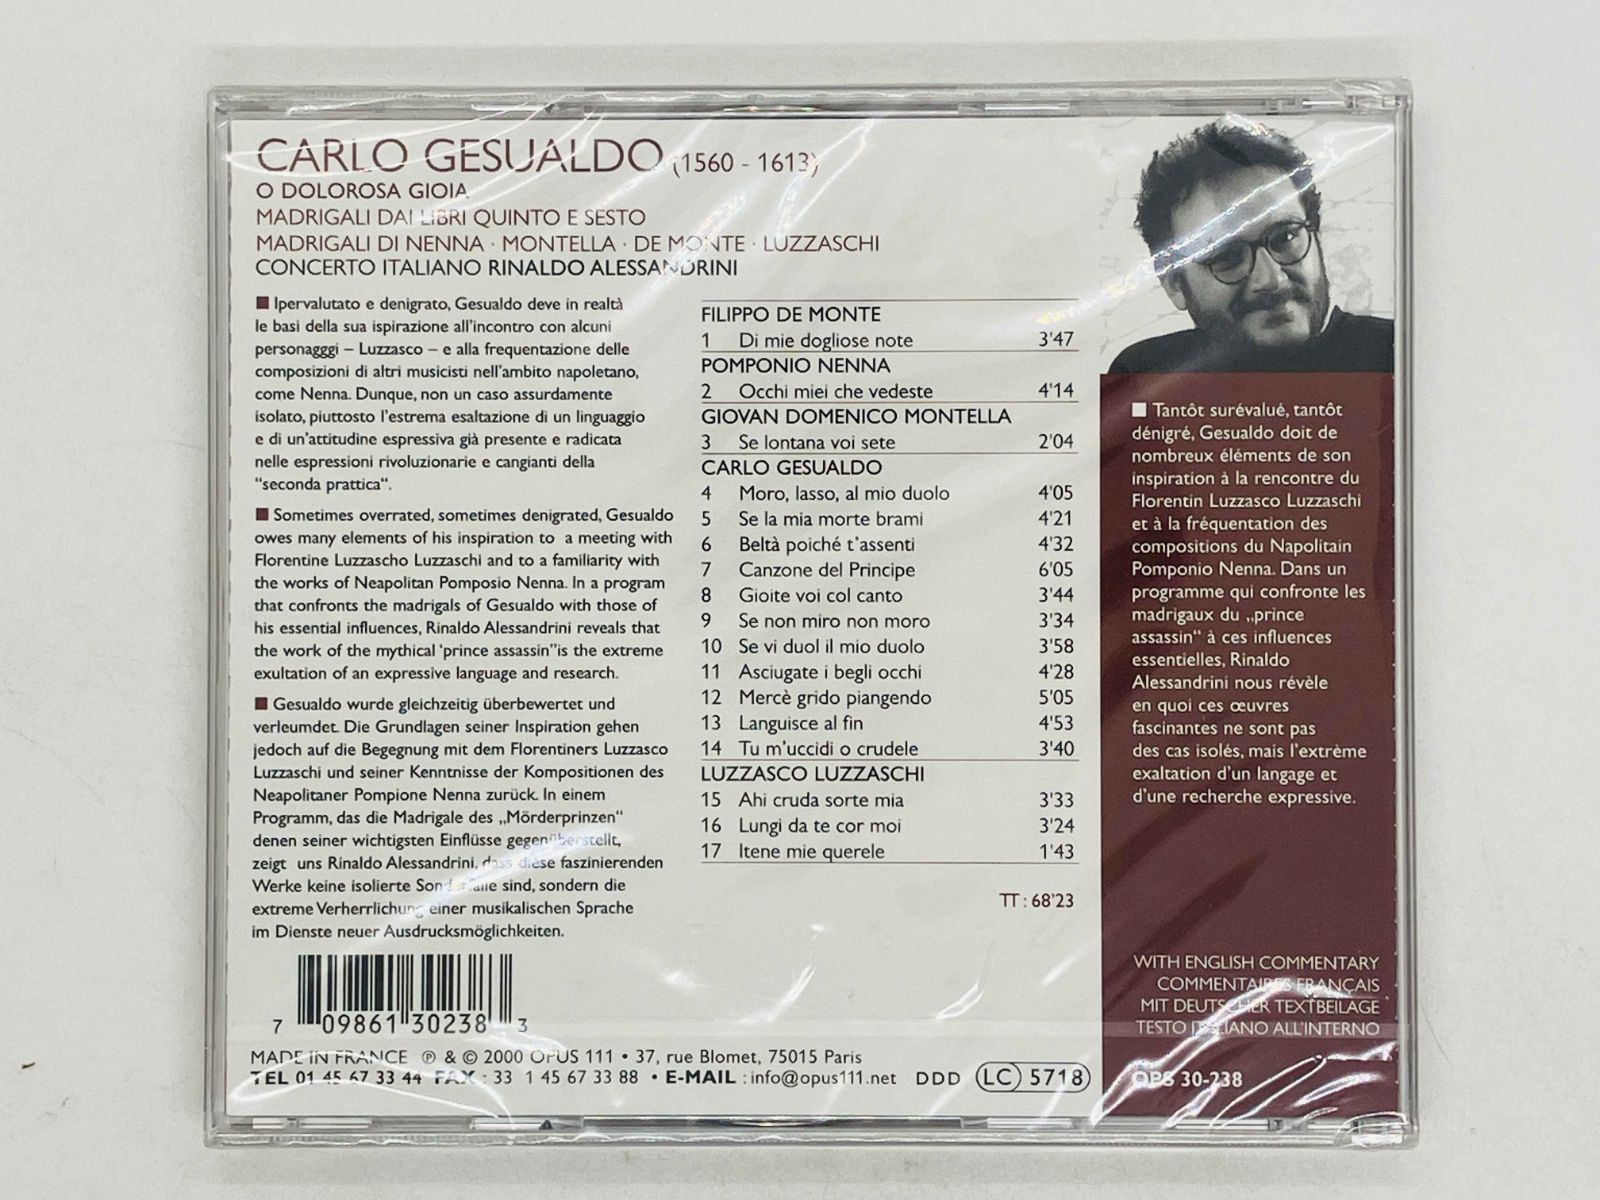 CARLO GESUALDO (1560 - 1613)
O DOLOROSA GIOIA
MADRIGALI DAI LIBRI QUINTO E SESTO
MADRIGALI DI NENNA · MONTELLA · DE MONTE · LUZZASCHI
CONCERTO ITALIANO RINALDO ALESSANDRINI
■ Ipervalutato e denigrato, Gesualdo deve in realtà
le basi della sua ispirazione all'incontro con alcuni
personagggi – Luzzasco – e alla frequentazione delle
composizioni di altri musicisti nell'ambito napoletano,
come Nenna. Dunque, non un caso assurdamente
isolato, piuttosto l'estrema esaltazione di un linguaggio
e di un'attitudine espressiva già presente e radicata
nelle espressioni rivoluzionarie e cangianti della
"seconda prattica".
■ Sometimes overrated, sometimes denigrated, Gesualdo
owes many elements of his inspiration to a meeting with
Florentine Luzzascho Luzzaschi and to a familiarity with
the works of Neapolitan Pomposio Nenna. In a program
that confronts the madrigals of Gesualdo with those of
his essential influences, Rinaldo Alessandrini reveals that
the work of the mythical 'prince assassin"is the extreme
exultation of an expressive language and research.
■ Gesualdo wurde gleichzeitig überbewertet und
verleumdet. Die Grundlagen seiner Inspiration gehen
jedoch auf die Begegnung mit dem Florentiners Luzzasco
Luzzaschi und seiner Kenntnisse der Kompositionen des
Neapolitaner Pompione Nenna zurück. In einem
Programm, das die Madrigale des „Mörderprinzen"
denen seiner wichtigsten Einflüsse gegenüberstellt,
zeigt uns Rinaldo Alessandrini, dass diese faszinierenden
Werke keine isolierte Sonderfälle sind, sondern die
extreme Verherrlichung einer musikalischen Sprache
im Dienste neuer Ausdrucksmöglichkeiten.
FILIPPO DE MONTE
1 Di mie dogliose note 3'47
POMPONIO NENNA
2 Occhi miei che vedeste 4'14
GIOVAN DOMENICO MONTELLA
3 Se lontana voi sete 2'04
CARLO GESUALDO
4 Moro, lasso, al mio duolo 4'05
5 Se la mia morte brami 4'21
6 Beltà poiché t'assenti 4'32
7 Canzone del Principe 6'05
8 Gioite voi col canto 3'44
9 Se non miro non moro 3'34
10 Se vi duol il mio duolo 3'58
11 Asciugate i begli occhi 4'28
12 Mercè grido piangendo 5'05
13 Languisce al fin 4'53
14 Tu m'uccidi o crudele 3'40
LUZZASCO LUZZASCHI
15 Ahi cruda sorte mia 3'33
16 Lungi da te cor moi 3'24
17 Itene mie querele 1'43
TT : 68'23
■ Tantôt surévalué, tantôt
dénigré, Gesualdo doit de
nombreux éléments de son
inspiration à la rencontre du
Florentin Luzzasco Luzzaschi
et à la fréquentation des
compositions du Napolitain
Pomponio Nenna. Dans un
programme qui confronte les
madrigaux du „prince
assassin" à ces influences
essentielles, Rinaldo
Alessandrini nous révèle
en quoi ces œuvres
fascinantes ne sont pas
des cas isolés, mais l'extrème
exaltation d'un langage et
d'une recherche expressive.
WITH ENGLISH COMMENTARY
COMMENTAIRES FRANÇAIS
MIT DEUTSCHER TEXTBEILAGE
TESTO ITALIANO ALL'INTERNO
OPS 30-238
7 09861 30238 3
MADE IN FRANCE ℗ & © 2000 OPUS 111 • 37, rue Blomet, 75015 Paris
TEL 01 45 67 33 44 FAX : 33 1 45 67 33 88 • E-MAIL : info@opus111.net DDD LC 5718